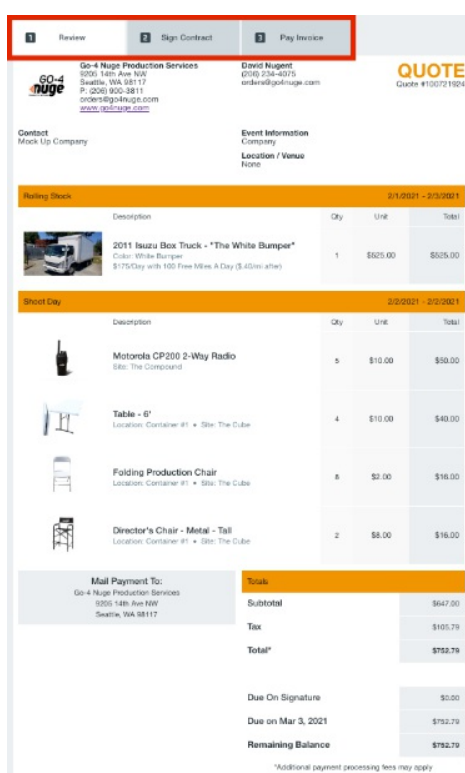 1 Review 2 Sign Contract 3 Pay Invoice
GO-4 nuge
Go-4 Nuge Production Services
9205 14th Ave NW
Seattle, WA 98117
P: (206) 900-3811
orders@go4nuge.com
www.go4nuge.com
David Nugent
(206) 234-4075
orders@go4nuge.com
QUOTE
Quote #100721924
Contact
Mock Up Company
Event Information
Company
Location / Venue
None
Rolling Stock 2/1/2021 - 2/3/2021
Description Qty Unit Total
2011 Isuzu Box Truck - "The White Bumper"
Color: White Bumper
$175/Day with 100 Free Miles A Day ($.40/mi after)
1 $525.00 $525.00
Shoot Day 2/2/2021 - 2/2/2021
Description Qty Unit Total
Motorola CP200 2-Way Radio
Site: The Compound
5 $10.00 $50.00
Table - 6'
Location: Container #1 • Site: The Cube
4 $10.00 $40.00
Folding Production Chair
Location: Container #1 • Site: The Cube
8 $2.00 $16.00
Director's Chair - Metal - Tall
Location: Container #1 • Site: The Cube
2 $8.00 $16.00
Mail Payment To:
Go-4 Nuge Production Services
9205 14th Ave NW
Seattle, WA 98117
Totals
Subtotal $647.00
Tax $105.79
Total* $752.79
Due On Signature $0.00
Due on Mar 3, 2021 $752.79
Remaining Balance $752.79
*Additional payment processing fees may apply